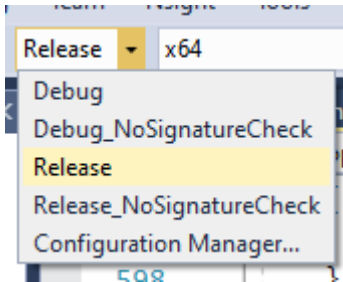 Release x64
Debug
Debug_NoSignatureCheck
Release
Release_NoSignatureCheck
Configuration Manager...
598 }